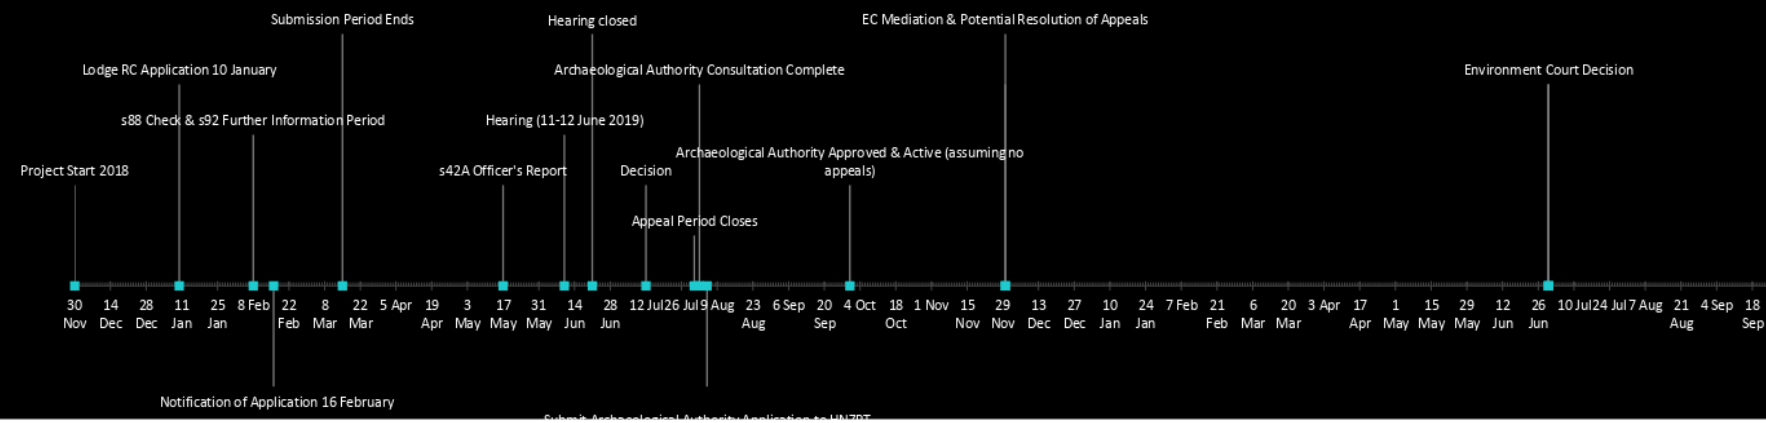 Submission Period Ends
Hearing closed
EC Mediation & Potential Resolution of Appeals
Lodge RC Application 10 January
Archaeological Authority Consultation Complete
Environment Court Decision
s88 Check & s92 Further Information Period
Hearing (11-12 June 2019)
Archaeological Authority Approved & Active (assuming no
appeals)
Project Start 2018
s42A Officer's Report
Decision
Appeal Period Closes
30 14 28 11 25 8 Feb 22 8 22 5 Apr 19 3 17 31 14 28 12 Jul 26 Jul 9 Aug 23 6 Sep 20 4 Oct 18 1 Nov 15 29 13 27 10 24 7 Feb 21 6 20 3 Apr 17 1 15 29 12 26 10 Jul 24 Jul 7 Aug 21 4 Sep 18
Nov Dec Dec Jan Jan Feb Mar Mar Apr May May May Jun Jun Aug Sep Oct Nov Nov Dec Dec Jan Jan Feb Mar Mar Apr May May May Jun Jun Aug Sep
Notification of Application 16 February
Submit Archaeological Authority Application to HNZPT